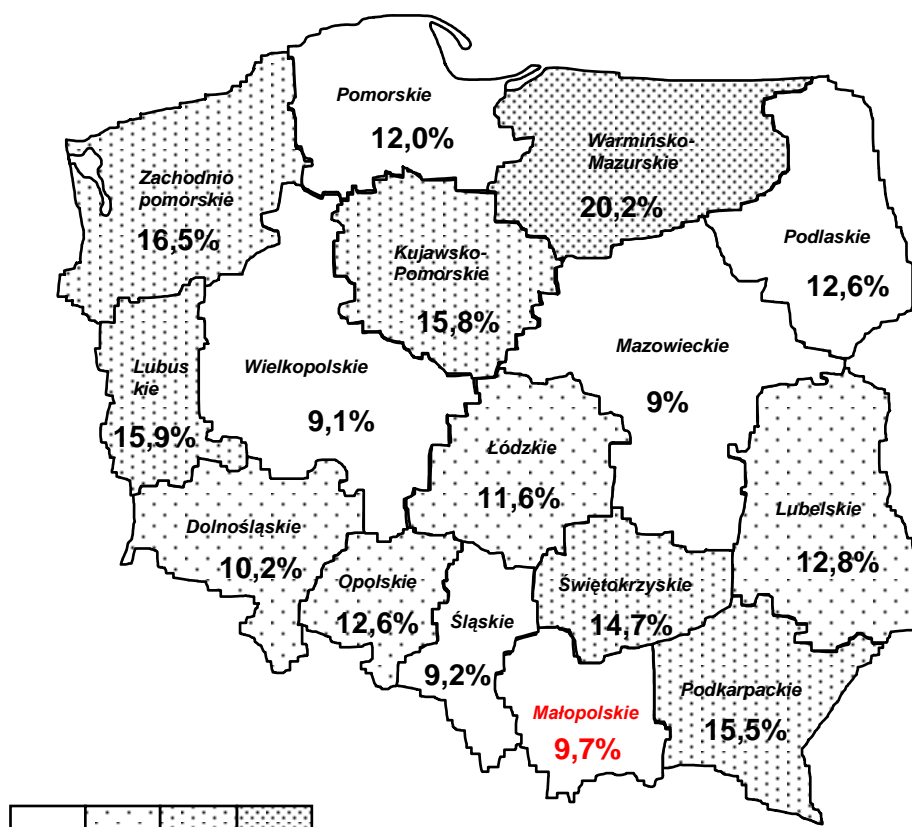 Pomorskie
12,0%
Warmińsko-
Mazurskie
20,2%
Zachodnio
pomorskie
16,5%
Kujawsko-
Pomorskie
15,8%
Podlaskie
12,6%
Lubus
kie
15,9%
Wielkopolskie
9,1%
Mazowieckie
9%
Łódzkie
11,6%
Dolnośląskie
10,2%
Lubelskie
12,8%
Opolskie
12,6%
Śląskie
9,2%
Świętokrzyskie
14,7%
Małopolskie
9,7%
Podkarpackie
15,5%